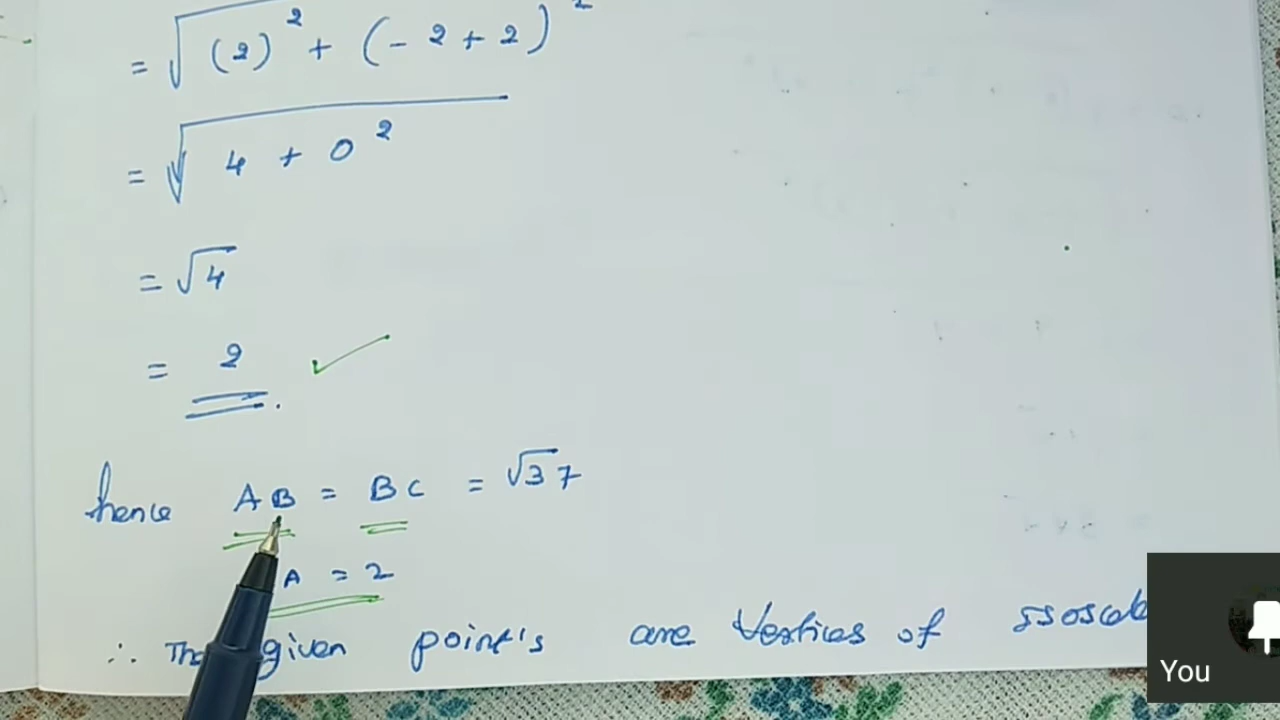 = √(2)² + (- 2 + 2)²
= √4 + 0²
= √4
= 2.
hence AB = BC = √37
A = 2
∴ The given point's are Vertices of
You